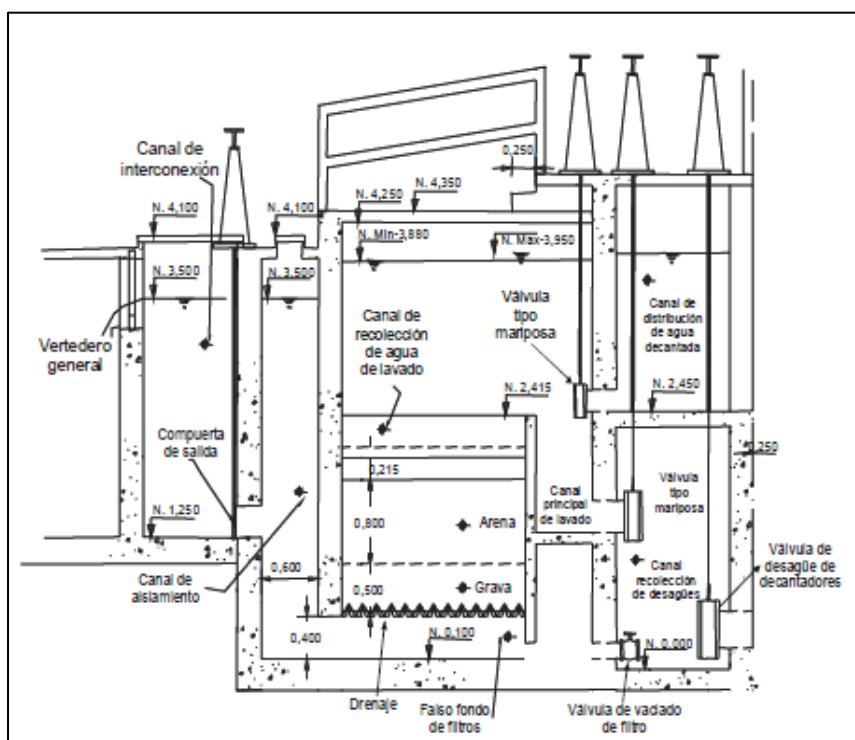 Canal de
interconexión
0,250
N. 4,350
N. 4,250
N. 4,100
N. 4,100
N. Min-3,880
N. Max-3,950
N. 3,500
N. 3,500
Vertedero
general
Canal de
recolección
de agua
de lavado
Válvula
tipo
mariposa
Canal de
distribución
de agua
decantada
N. 2,415
N. 2,450
Compuerta
de salida
0,215
0,250
Canal
principal
de lavado
Válvula
tipo
mariposa
0,800
Arena
N. 1,250
Canal de
aislamiento
0,600
0,500
Grava
Canal
recolección
de desagües
Válvula de
desagüe de
decantadores
0,400
N. 0.100
N. 0.000
Drenaje
Falso fondo
de filtros
Válvula de vaciado
de filtro